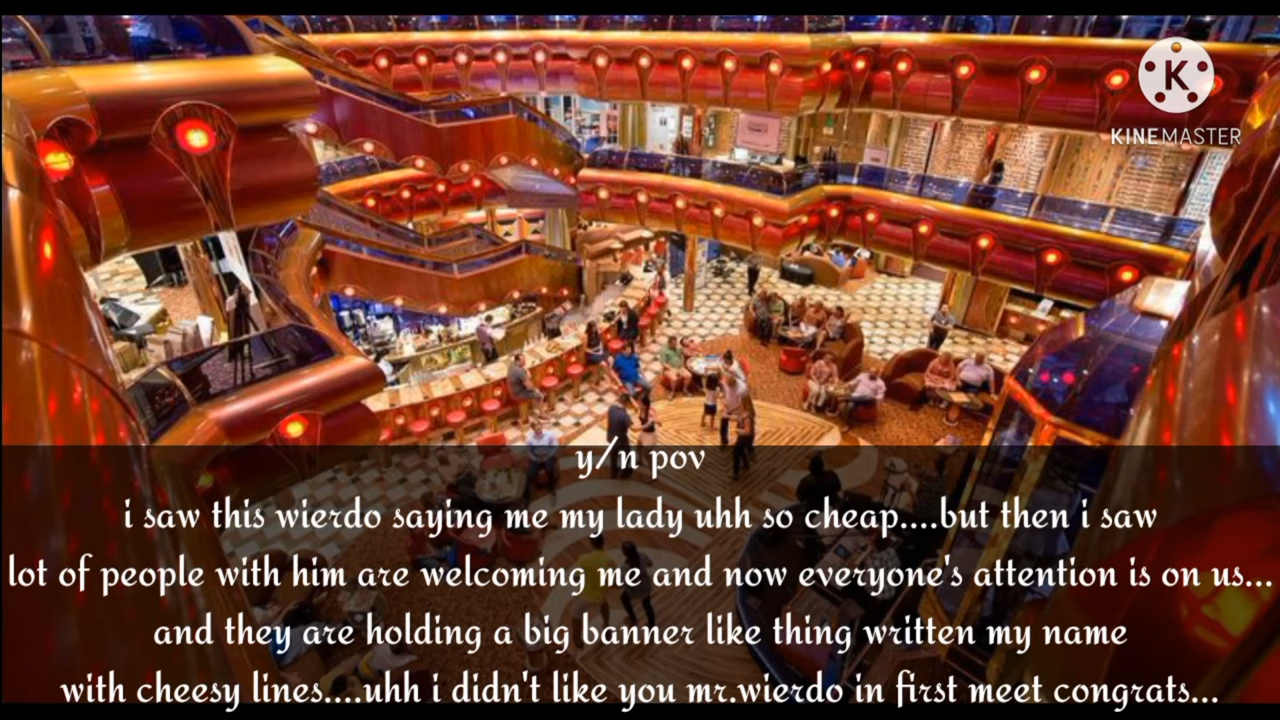 K
KINEMASTER
y/n pov
i saw this wierdo saying me my lady uhh so cheap....but then i saw
lot of people with him are welcoming me and now everyone's attention is on us...
and they are holding a big banner like thing written my name
with cheesy lines....uhh i didn't like you mr.wierdo in first meet congrats...